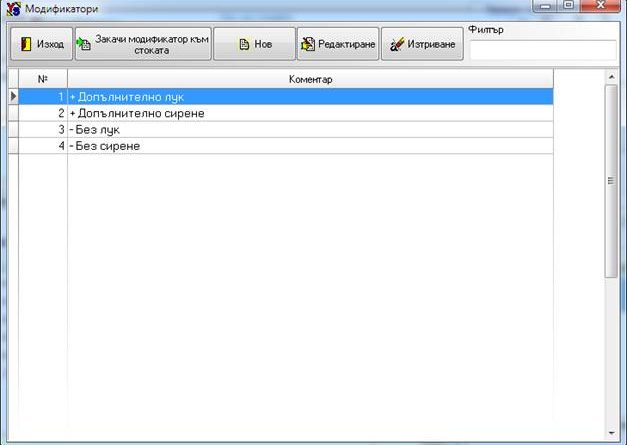 Модификатори
Изход
Закачи модификатор към
стоката
Нов
Редактиране
Изтриване
Филтър
№ Коментар
1 + Допълнително лук
2 + Допълнително сирене
3 - Без лук
4 - Без сирене